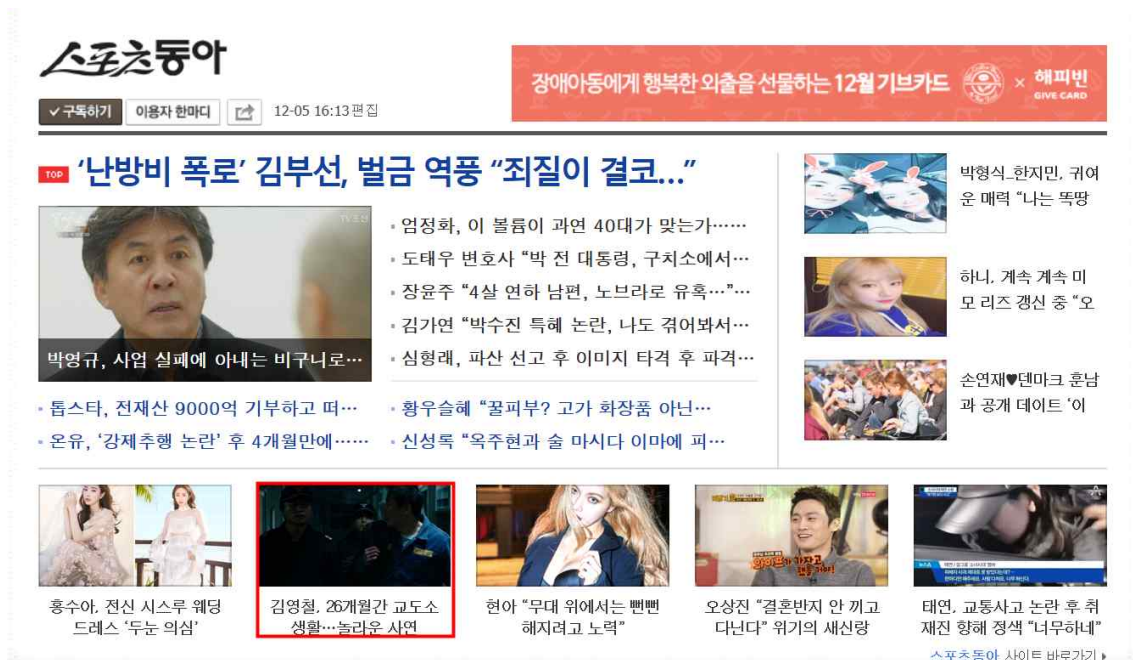 스포츠동아
장애아동에게 행복한 외출을 선물하는 12월 기브카드 × 해피빈
GIVE CARD
구독하기 이용자 한마디 12-05 16:13 편집
TOP ‘난방비 폭로’ 김부선, 벌금 역풍 “죄질이 결코...”
박영규, 사업 실패에 아내는 비구니로…
엄정화, 이 볼륨이 과연 40대가 맞는가……
도태우 변호사 “박 전 대통령, 구치소에서…
장윤주 “4살 연하 남편, 노브라로 유혹…”…
김가연 “박수진 특혜 논란, 나도 겪어봐서…
심형래, 파산 선고 후 이미지 타격 후 파격…
톱스타, 전재산 9000억 기부하고 떠…
온유, ‘강제추행 논란’ 후 4개월만에……
황우슬혜 “꿀피부? 고가 화장품 아닌…
신성록 “옥주현과 술 마시다 이마에 피…
박형식_한지민, 귀여
운 매력 “나는 똑땅
하니, 계속 계속 미
모 리즈 갱신 중 “오
손연재♥덴마크 훈남
과 공개 데이트 ‘이
홍수아, 전신 시스루 웨딩
드레스 ‘두눈 의심’
김영철, 26개월간 교도소
생활…놀라운 사연
현아 “무대 위에서는 뻔뻔
해지려고 노력”
오상진 “결혼반지 안 끼고
다닌다” 위기의 새신랑
태연, 교통사고 논란 후 취
재진 향해 정색 “너무하네”
스포츠동아 사이트 바로가기